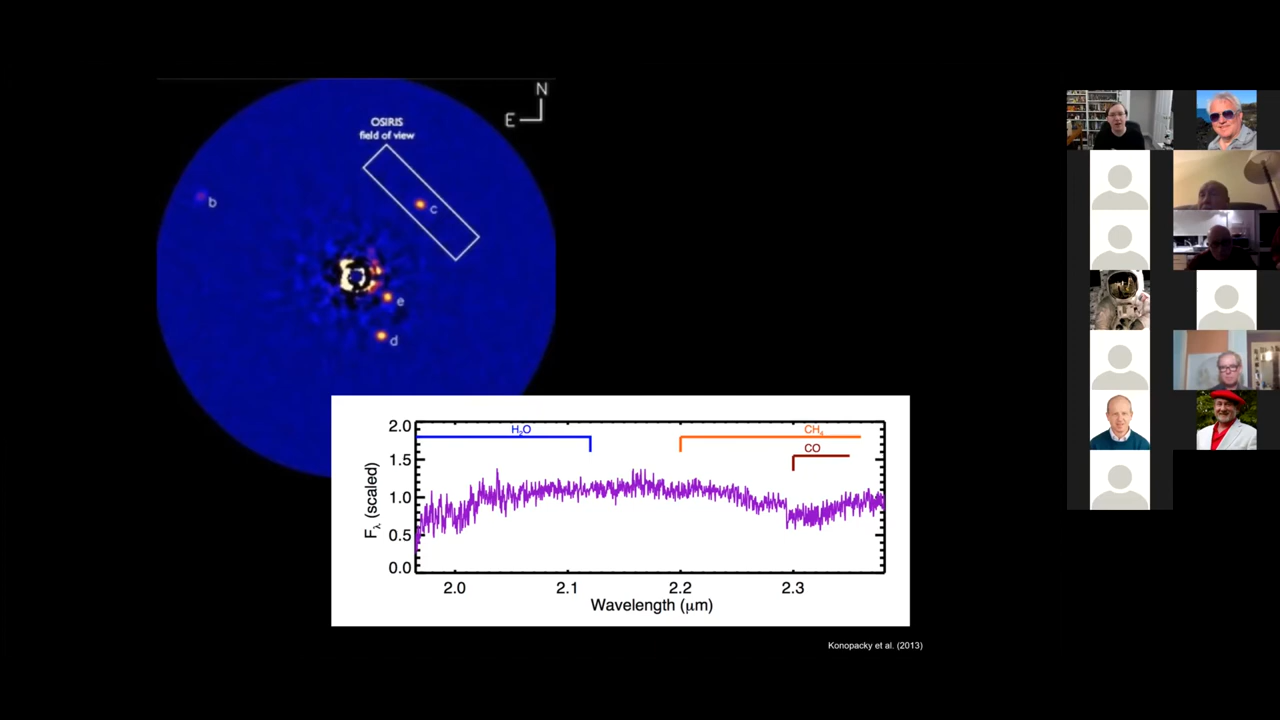 N
E
OSIRIS
field of view
b
c
e
d
2.0
1.5
1.0
0.5
0.0
F_λ (scaled)
H₂O
CH₄
CO
2.0 2.1 2.2 2.3
Wavelength (μm)
Konopacky et al. (2013)